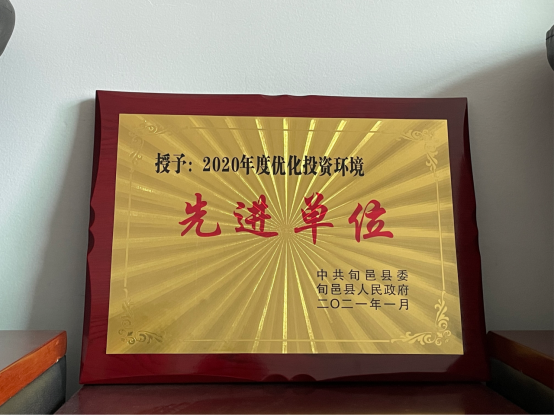 授予：2020年度优化投资环境
先进单位
中共旬邑县委
旬邑县人民政府
二〇二一年一月